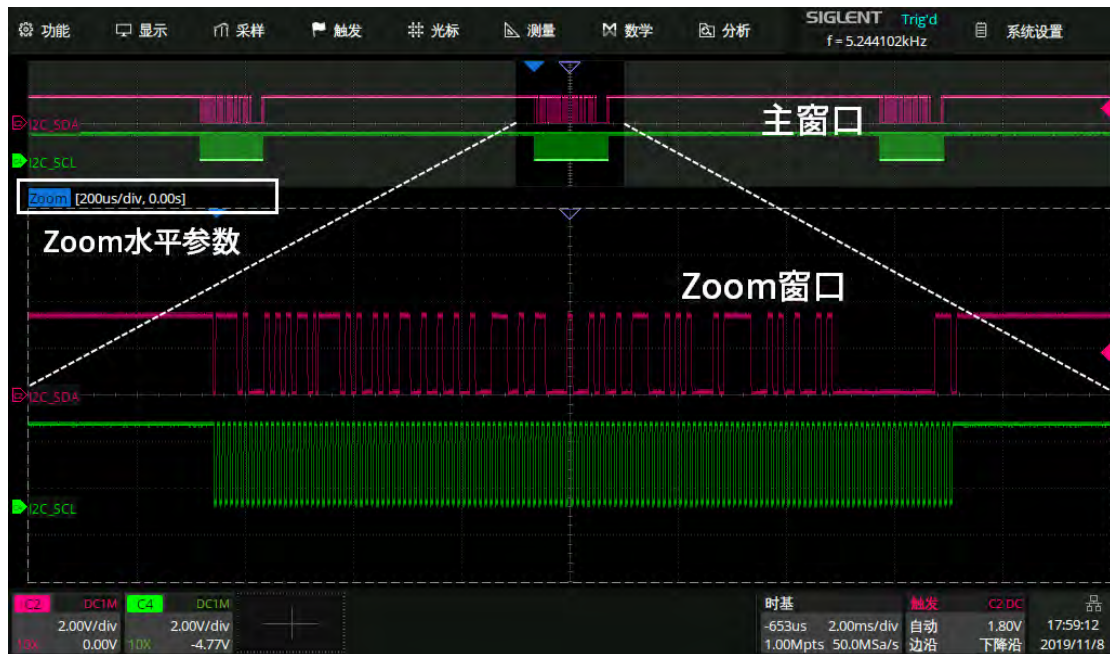 功能 显示 采样 触发 光标 测量 数学 分析 SIGLENT Trig'd 系统设置
f = 5.244102kHz
主窗口
I2C_SDA
I2C_SCL
Zoom [200us/div, 0.00s]
Zoom水平参数
Zoom窗口
I2C_SDA
I2C_SCL
C2 DC1M C4 DC1M 时基 触发 C2 DC
2.00V/div 2.00V/div -653us 2.00ms/div 自动 1.80V 17:59:12
10X 0.00V 10X -4.77V 1.00Mpts 50.0MSa/s 边沿 下降沿 2019/11/8